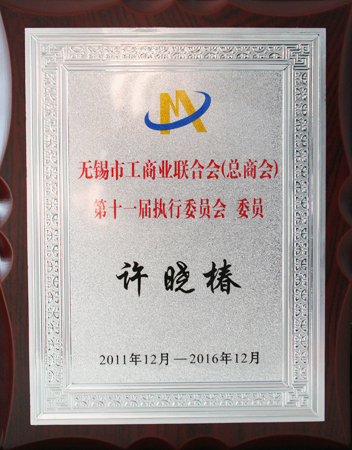 无锡市工商业联合会(总商会)
第十一届执行委员会 委员
许晓椿
2011年12月—2016年12月